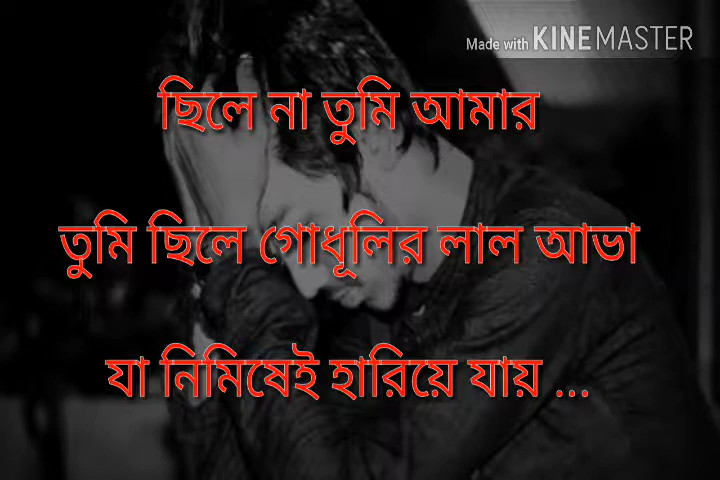 Made with KINEMASTER
ছিলে না তুমি আমার
তুমি ছিলে গোধূলির লাল আভা
যা নিমিষেই হারিয়ে যায় ...